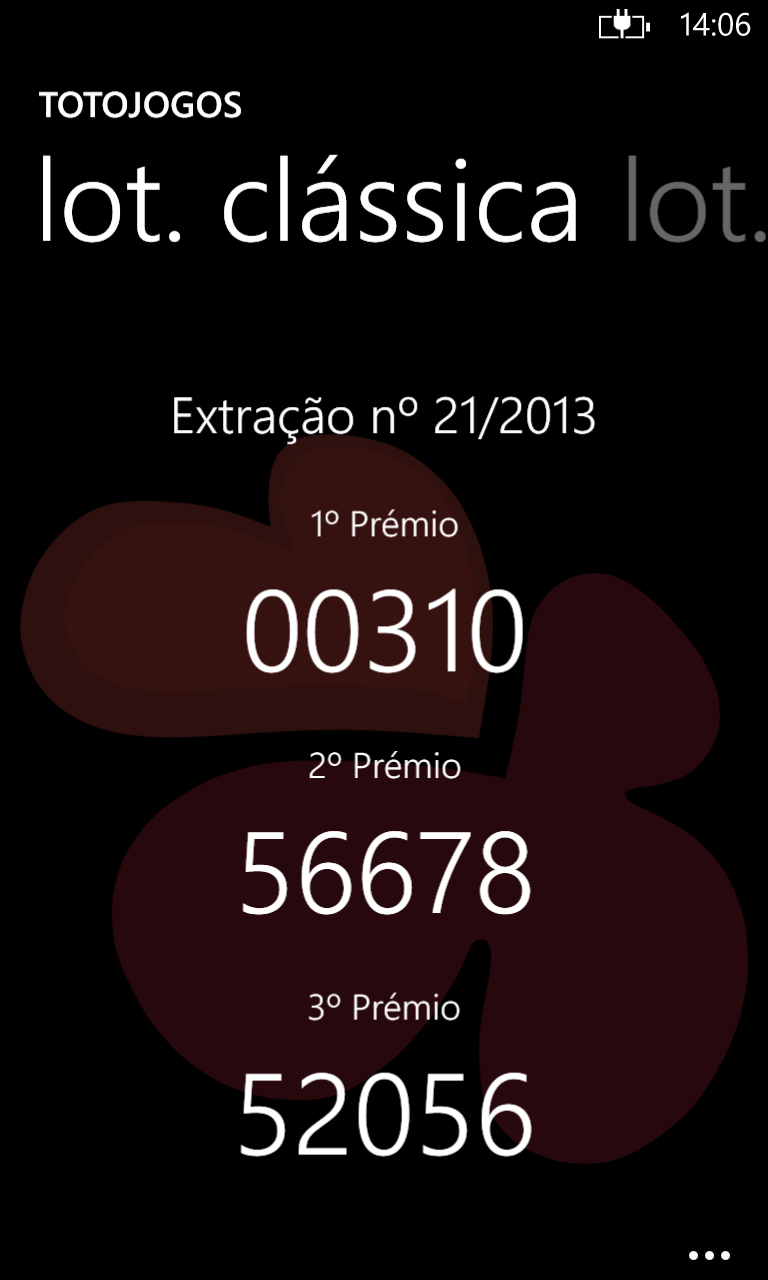 14:06
TOTOJOGOS
lot. clássica lot.
Extração nº 21/2013
1º Prémio
00310
2º Prémio
56678
3º Prémio
52056